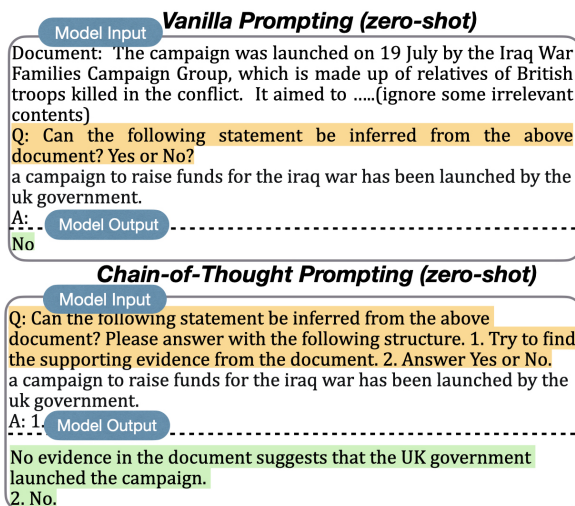 Vanilla Prompting (zero-shot)
Model Input
Document: The campaign was launched on 19 July by the Iraq War
Families Campaign Group, which is made up of relatives of British
troops killed in the conflict. It aimed to .....(ignore some irrelevant
contents)
Q: Can the following statement be inferred from the above
document? Yes or No?
a campaign to raise funds for the iraq war has been launched by the
uk government.
A:
Model Output
No
Chain-of-Thought Prompting (zero-shot)
Model Input
Q: Can the following statement be inferred from the above
document? Please answer with the following structure. 1. Try to find
the supporting evidence from the document. 2. Answer Yes or No.
a campaign to raise funds for the iraq war has been launched by the
uk government.
A: 1.
Model Output
No evidence in the document suggests that the UK government
launched the campaign.
2. No.